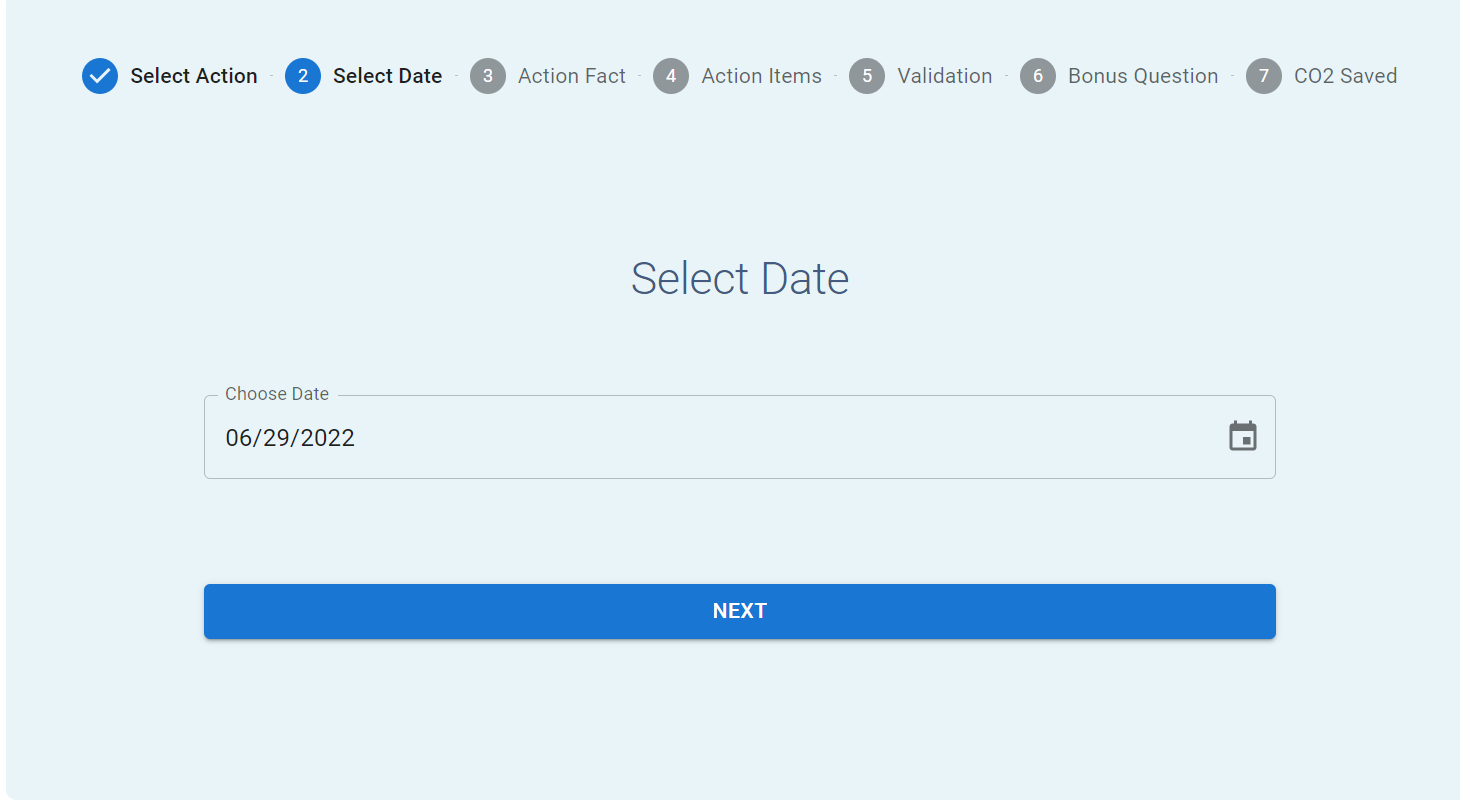 Select Action - 2 Select Date - 3 Action Fact - 4 Action Items - 5 Validation - 6 Bonus Question - 7 CO2 Saved
Select Date
Choose Date
06/29/2022
NEXT